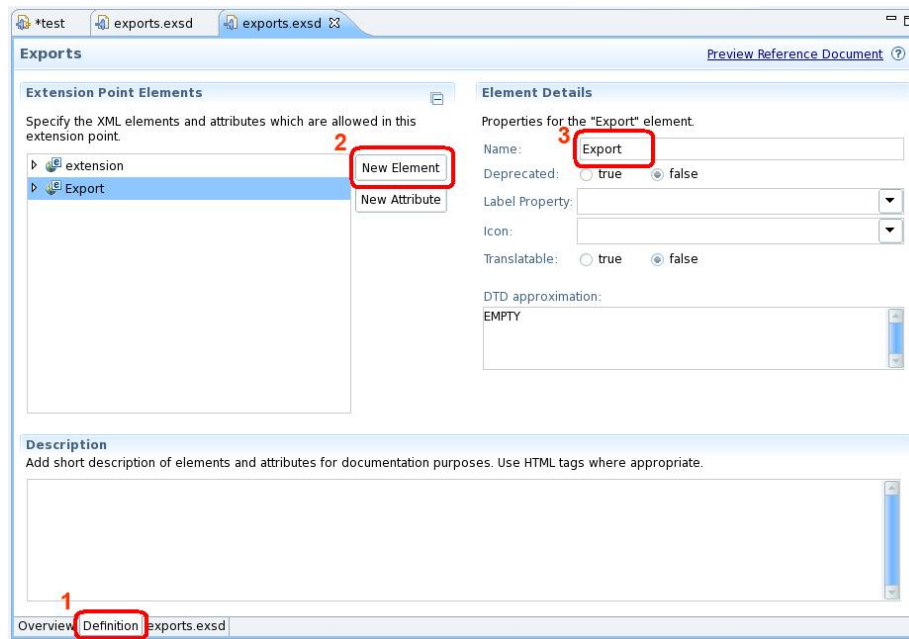 *test
exports.exsd
exports.exsd
Exports
Preview Reference Document
?
Extension Point Elements
Specify the XML elements and attributes which are allowed in this
extension point.
2
extension
Export
New Element
New Attribute
Element Details
Properties for the "Export" element.
3
Name: Export
Deprecated: true false
Label Property:
Icon:
Translatable: true false
DTD approximation:
EMPTY
Description
Add short description of elements and attributes for documentation purposes. Use HTML tags where appropriate.
1
Overview Definition exports.exsd